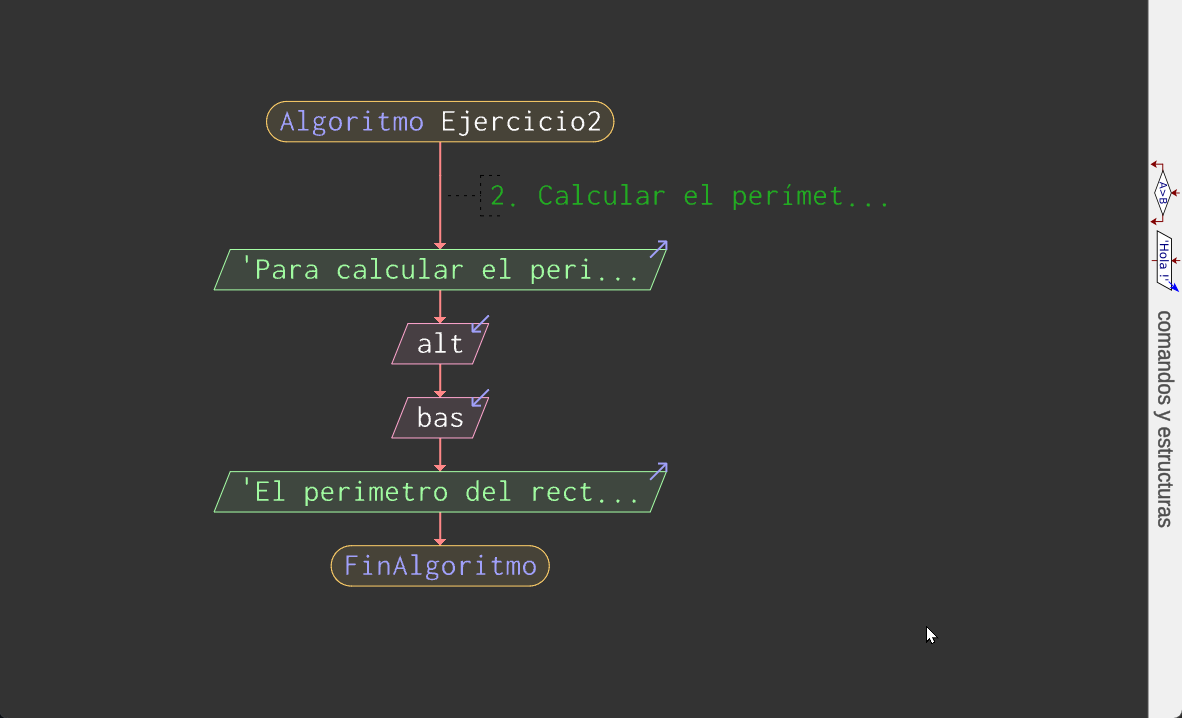 Algoritmo Ejercicio2
2. Calcular el perímet...
'Para calcular el peri...
alt
bas
'El perimetro del rect...
FinAlgoritmo
A>B
'Hola !'
comandos y estructuras